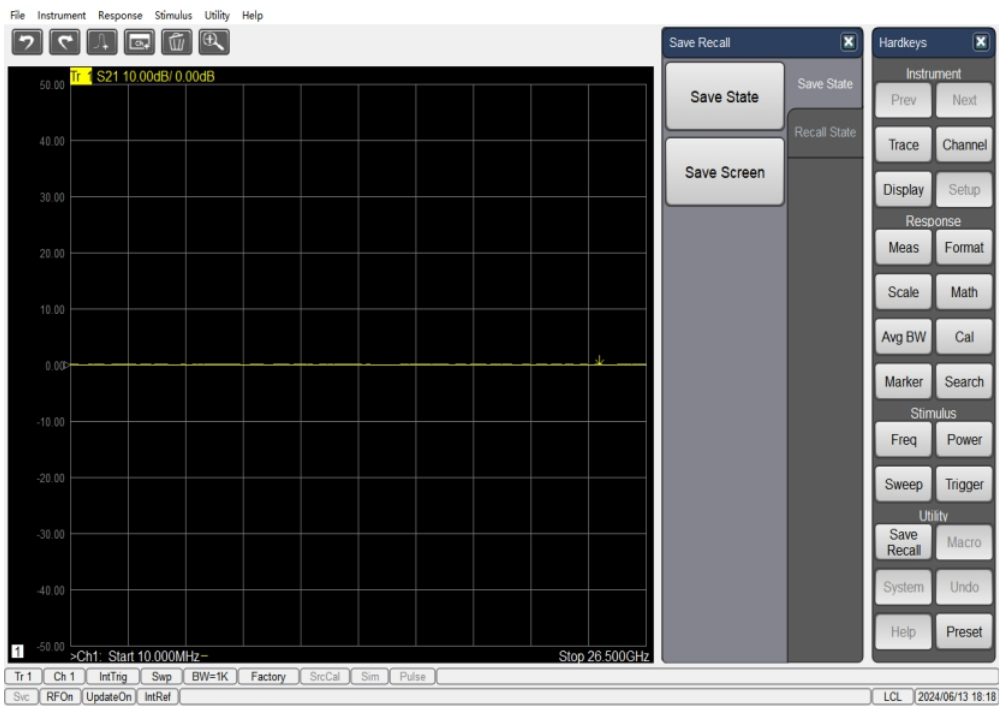 File Instrument Response Stimulus Utility Help
Save Recall
Hardkeys
Tr 1 S21 10.00dB/ 0.00dB
50.00
40.00
30.00
20.00
10.00
0.00
-10.00
-20.00
-30.00
-40.00
-50.00
1
>Ch1: Start 10.000MHz
Stop 26.500GHz
Save State
Save Screen
Save State
Recall State
Instrument
Prev Next
Trace Channel
Display Setup
Response
Meas Format
Scale Math
Avg BW Cal
Marker Search
Stimulus
Freq Power
Sweep Trigger
Utility
Save Recall Macro
System Undo
Help Preset
Tr 1 Ch 1 IntTrig Swp BW=1K Factory SrcCal Sim Pulse
Svc RFOn UpdateOn IntRef LCL 2024/06/13 18:18